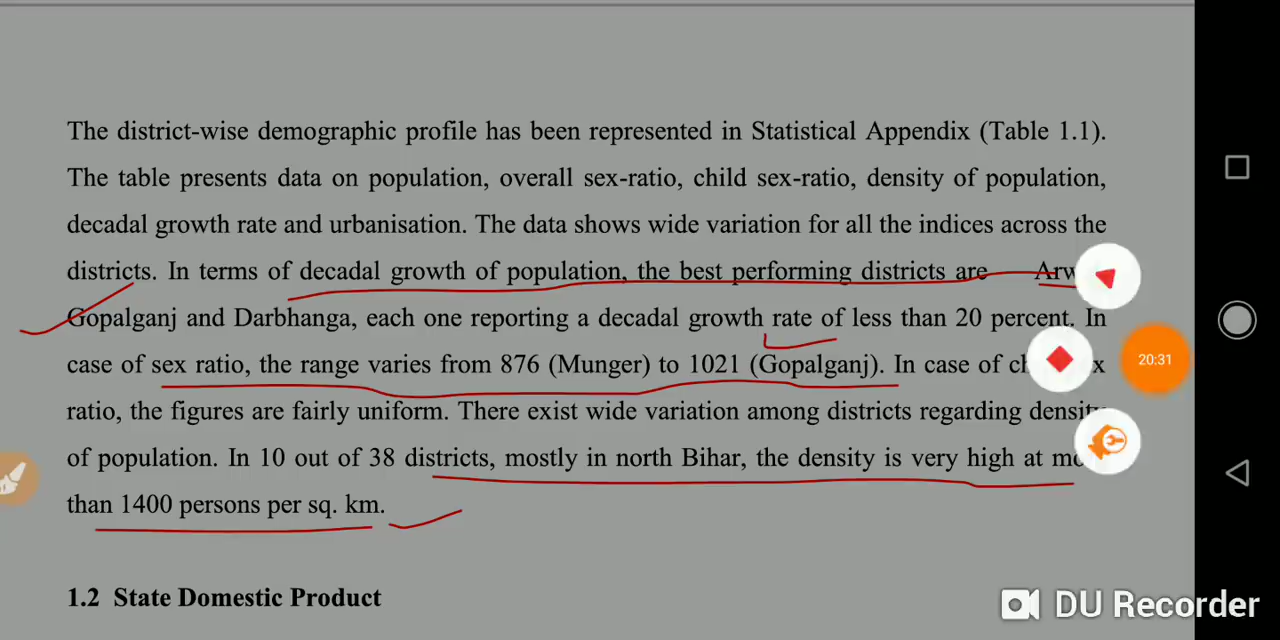 The district-wise demographic profile has been represented in Statistical Appendix (Table 1.1).
The table presents data on population, overall sex-ratio, child sex-ratio, density of population,
decadal growth rate and urbanisation. The data shows wide variation for all the indices across the
districts. In terms of decadal growth of population, the best performing districts are
Gopalganj and Darbhanga, each one reporting a decadal growth rate of less than 20 percent. In
case of sex ratio, the range varies from 876 (Munger) to 1021 (Gopalganj). In case of
20:31
ratio, the figures are fairly uniform. There exist wide variation among districts regarding density
of population. In 10 out of 38 districts, mostly in north Bihar, the density is very high at
than 1400 persons per sq. km.
1.2 State Domestic Product
DU Recorder